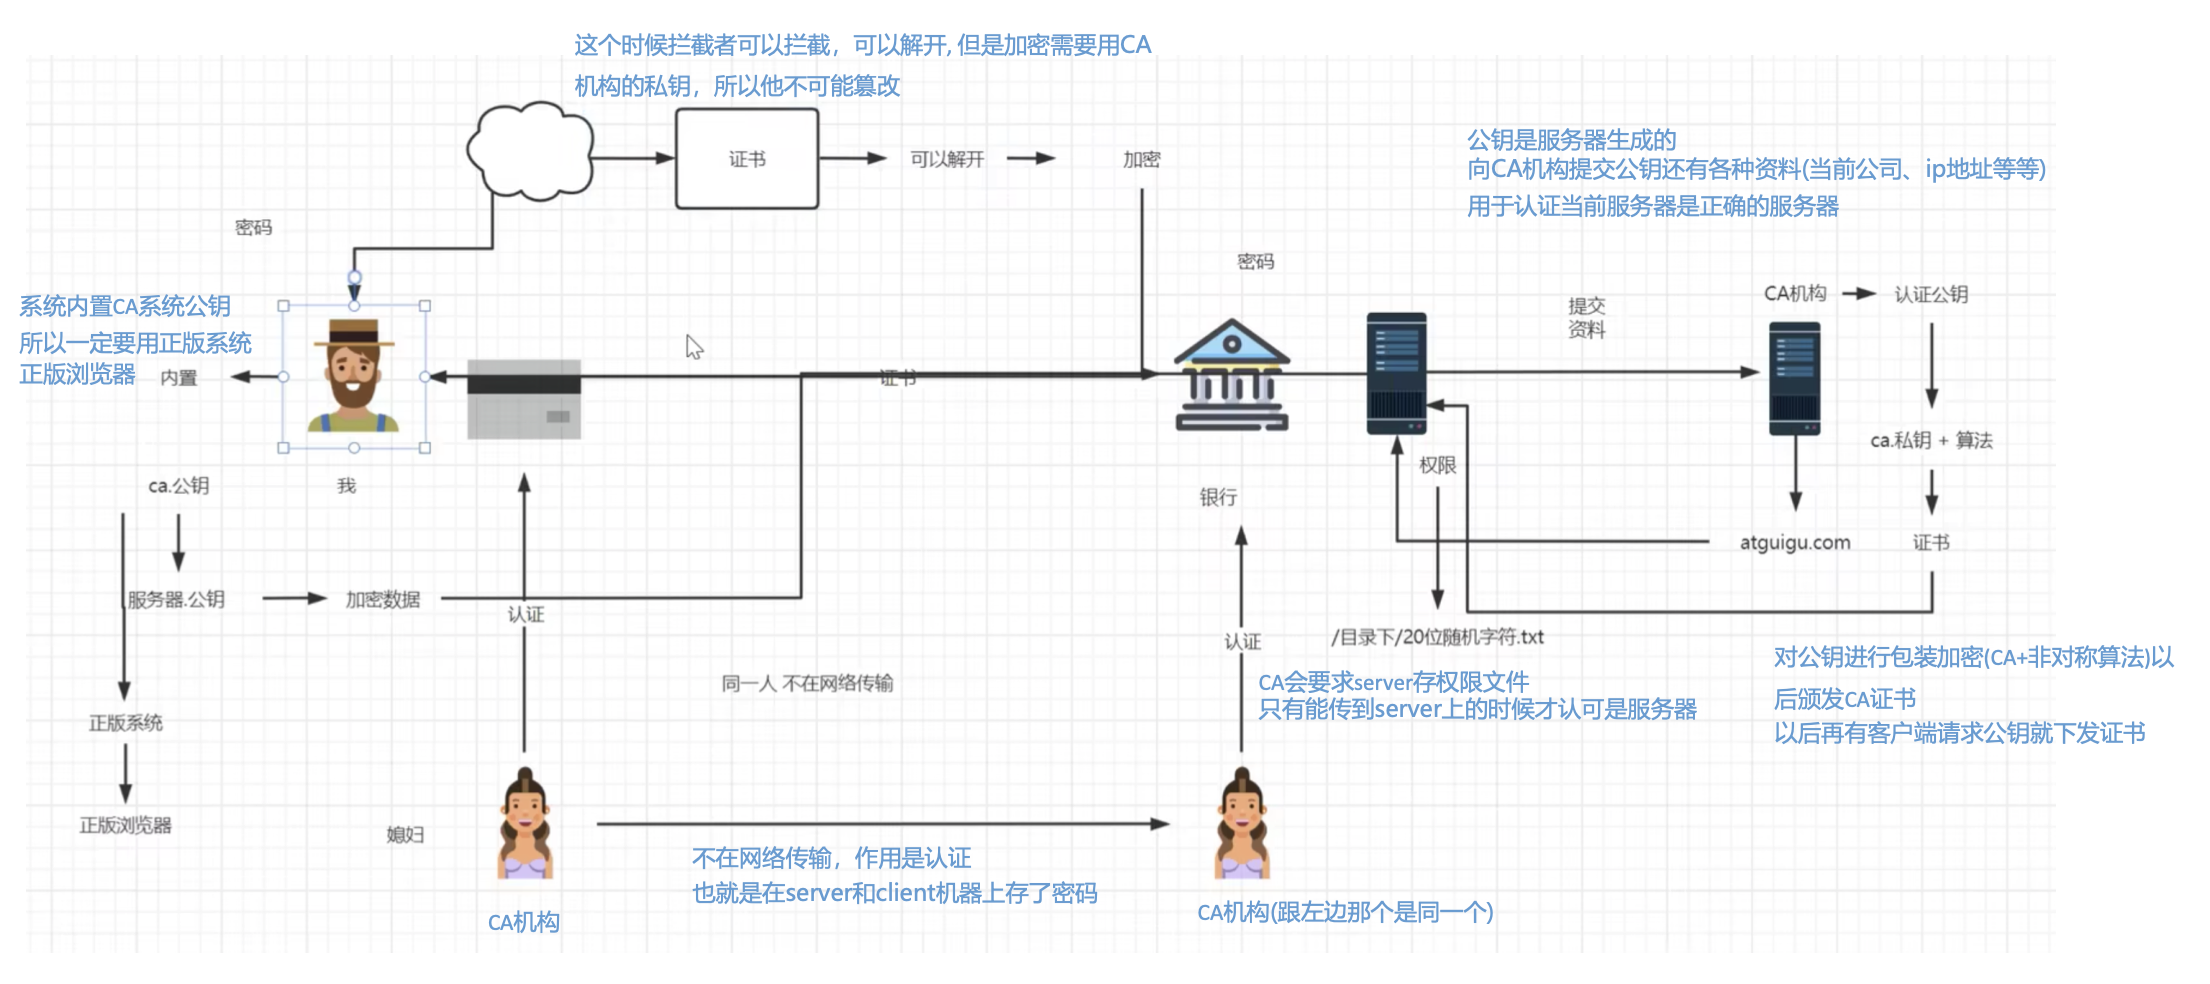 这个时候拦截者可以拦截，可以解开, 但是加密需要用CA
机构的私钥，所以他不可能篡改
证书
可以解开
加密
公钥是服务器生成的
向CA机构提交公钥还有各种资料(当前公司、ip地址等等)
用于认证当前服务器是正确的服务器
密码
密码
系统内置CA系统公钥
所以一定要用正版系统
正版浏览器
内置
证书
提交
资料
CA机构
认证公钥
ca.私钥 + 算法
权限
ca.公钥
我
银行
atguigu.com
证书
服务器.公钥
加密数据
认证
认证
/目录下/20位随机字符.txt
同一人 不在网络传输
CA会要求server存权限文件
只有能传到server上的时候才认可是服务器
对公钥进行包装加密(CA+非对称算法)以
后颁发CA证书
以后再有客户端请求公钥就下发证书
正版系统
正版浏览器
媳妇
不在网络传输，作用是认证
也就是在server和client机器上存了密码
CA机构
CA机构(跟左边那个是同一个)